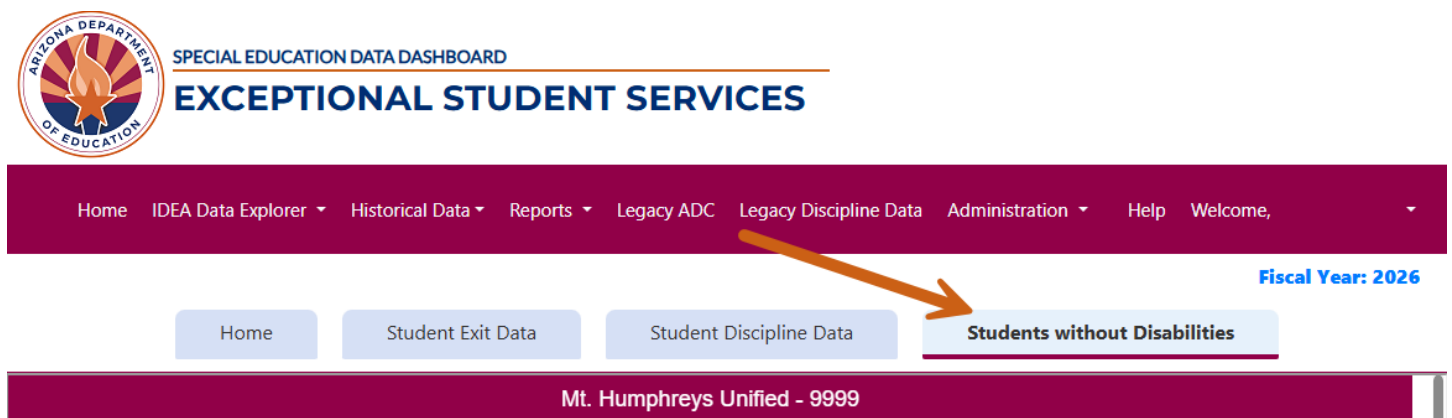 ARIZONA DEPARTMENT
OF EDUCATION
SPECIAL EDUCATION DATA DASHBOARD
EXCEPTIONAL STUDENT SERVICES
Home IDEA Data Explorer Historical Data Reports Legacy ADC Legacy Discipline Data Administration Help Welcome,
Fiscal Year: 2026
Home Student Exit Data Student Discipline Data Students without Disabilities
Mt. Humphreys Unified - 9999